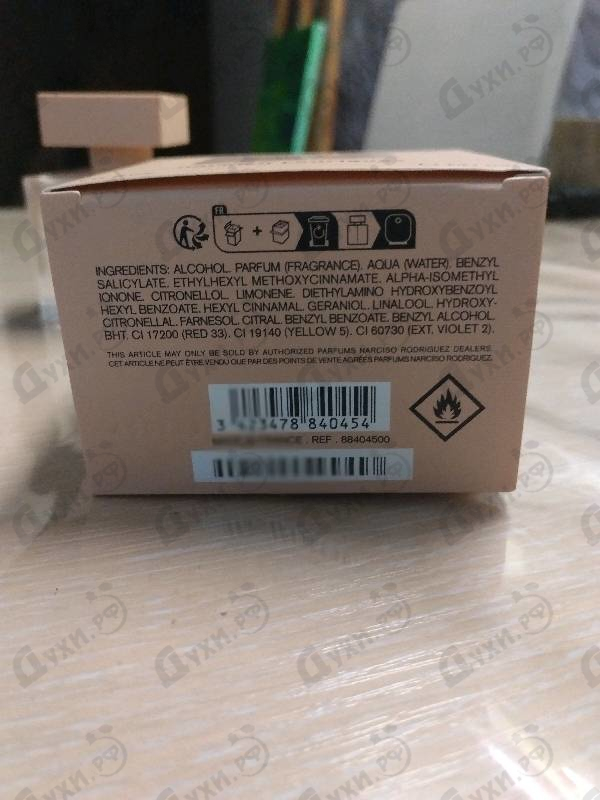 FR
INGREDIENTS: ALCOHOL. PARFUM (FRAGRANCE). AQUA (WATER). BENZYL
SALICYLATE. ETHYLHEXYL METHOXYCINNAMATE. ALPHA-ISOMETHYL
IONONE. CITRONELLOL. LIMONENE. DIETHYLAMINO HYDROXYBENZOYL
HEXYL BENZOATE. HEXYL CINNAMAL. GERANIOL. LINALOOL. HYDROXY-
CITRONELLAL. FARNESOL. CITRAL. BENZYL BENZOATE. BENZYL ALCOHOL
BHT. CI 17200 (RED 33). CI 19140 (YELLOW 5). CI 60730 (EXT. VIOLET 2).
THIS ARTICLE MAY ONLY BE SOLD BY AUTHORIZED PARFUMS NARCISO RODRIGUEZ DEALERS.
CET ARTICLE NE PEUT ÊTRE VENDU QUE PAR DES POINTS DE VENTE AGRÉÉS PARFUMS NARCISO RODRIGUEZ.
3 423478 840454
. REF. 88404500
Духи.рф